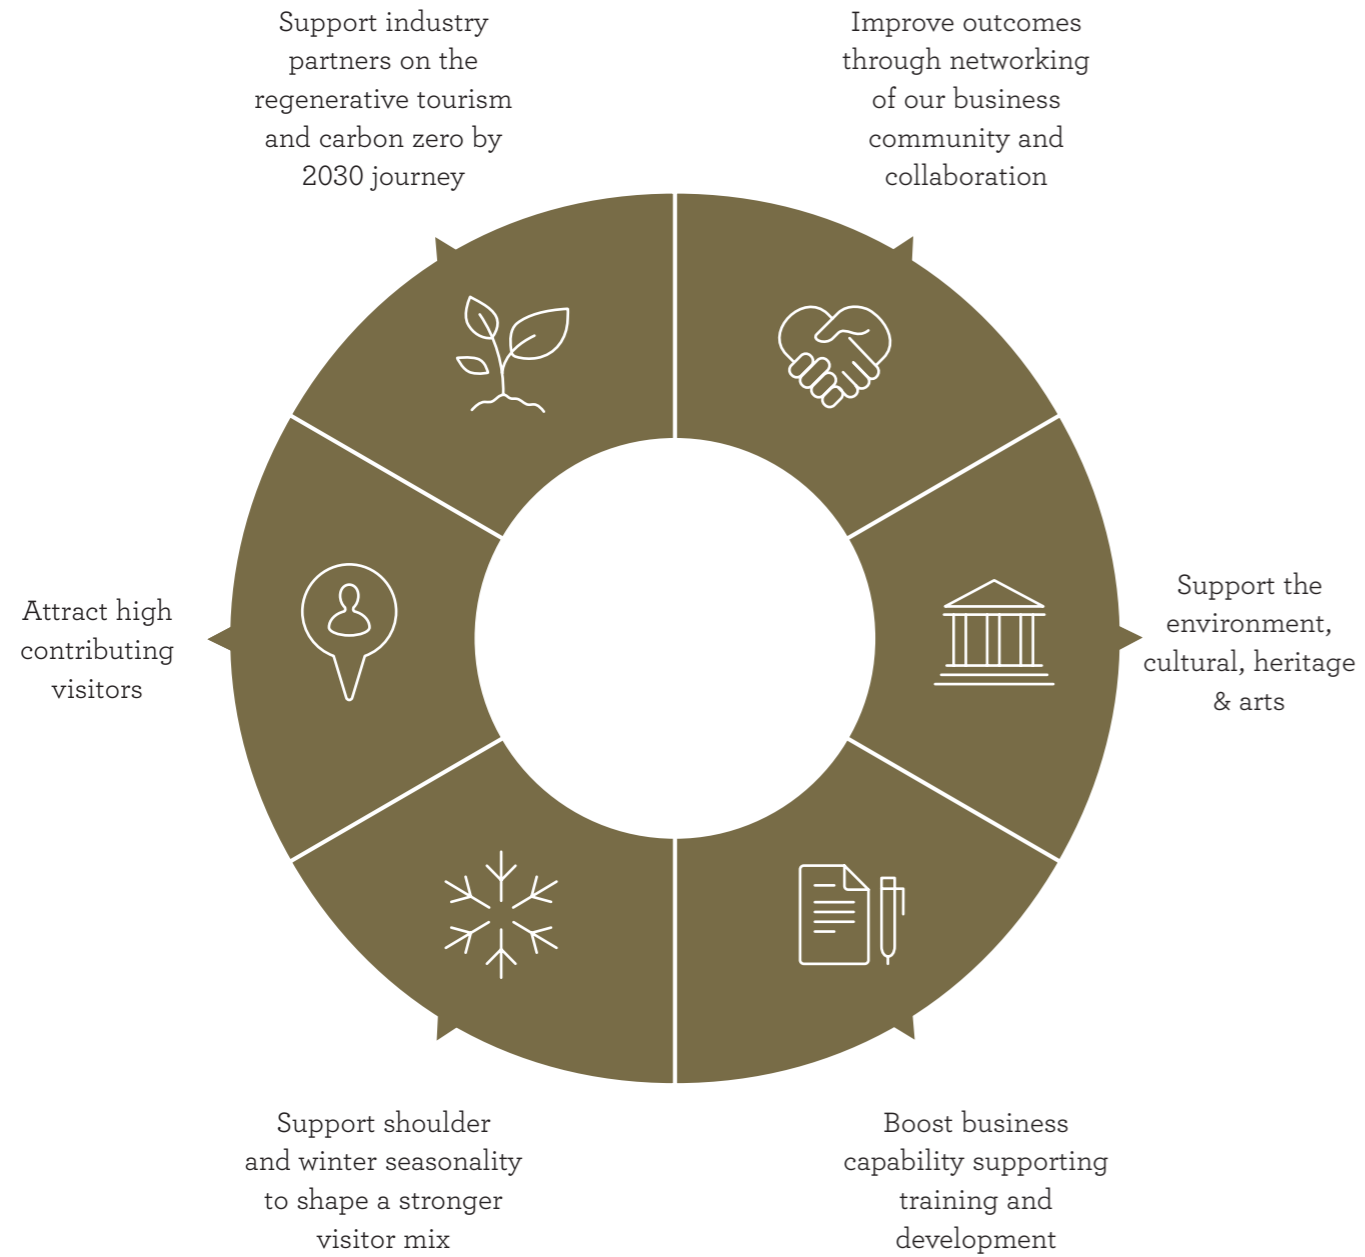 Support industry
partners on the
regenerative tourism
and carbon zero by
2030 journey
Improve outcomes
through networking
of our business
community and
collaboration
Attract high
contributing
visitors
Support the
environment,
cultural, heritage
& arts
Support shoulder
and winter seasonality
to shape a stronger
visitor mix
Boost business
capability supporting
training and
development